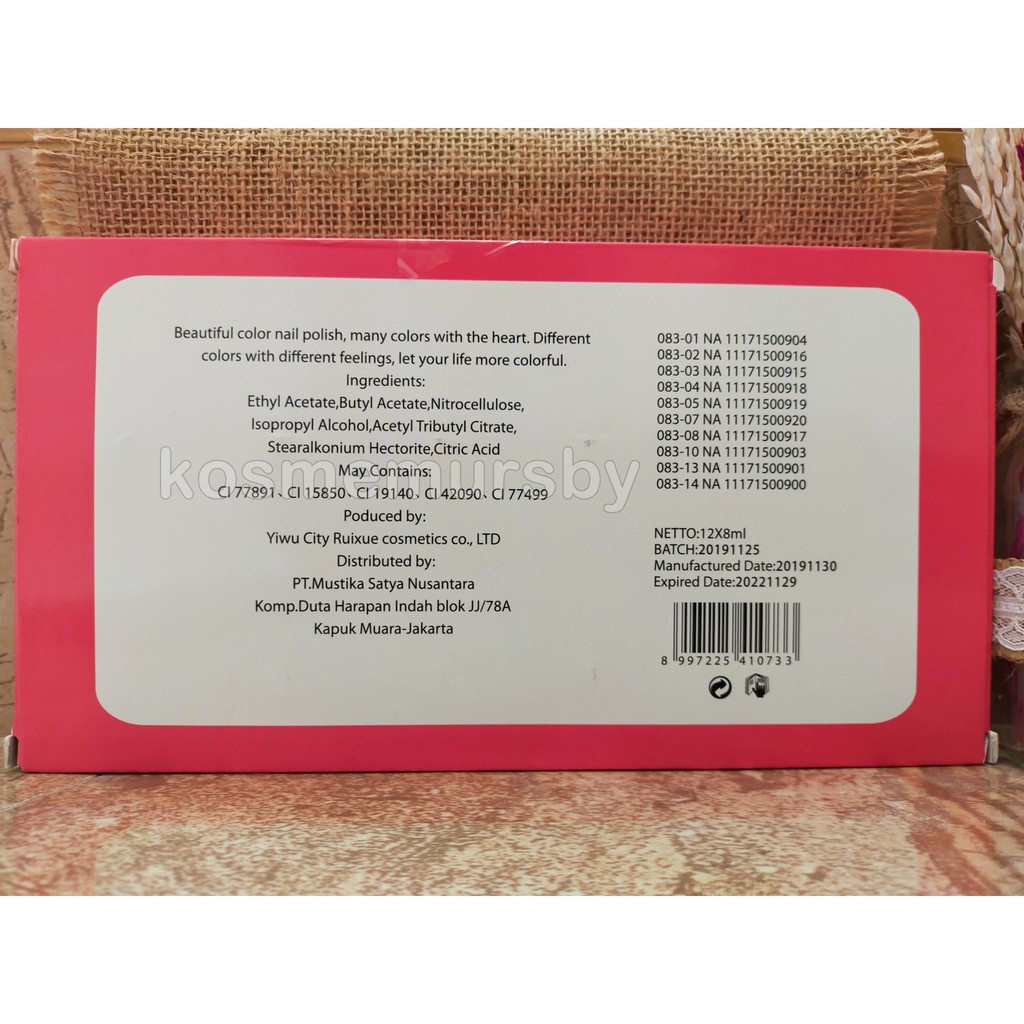 Beautiful color nail polish, many colors with the heart. Different
colors with different feelings, let your life more colorful.
Ingredients:
Ethyl Acetate,Butyl Acetate,Nitrocellulose,
Isopropyl Alcohol,Acetyl Tributyl Citrate,
Stearalkonium Hectorite,Citric Acid
May Contains:
CI 77891、CI 15850、CI 19140、CI 42090、CI 77499
Poduced by:
Yiwu City Ruixue cosmetics co., LTD
Distributed by:
PT.Mustika Satya Nusantara
Komp.Duta Harapan Indah blok JJ/78A
Kapuk Muara-Jakarta
kosmemursby
083-01 NA 11171500904
083-02 NA 11171500916
083-03 NA 11171500915
083-04 NA 11171500918
083-05 NA 11171500919
083-07 NA 11171500920
083-08 NA 11171500917
083-10 NA 11171500903
083-13 NA 11171500901
083-14 NA 11171500900
NETTO:12X8ml
BATCH:20191125
Manufactured Date:20191130
Expired Date:20221129
8 997225 410733